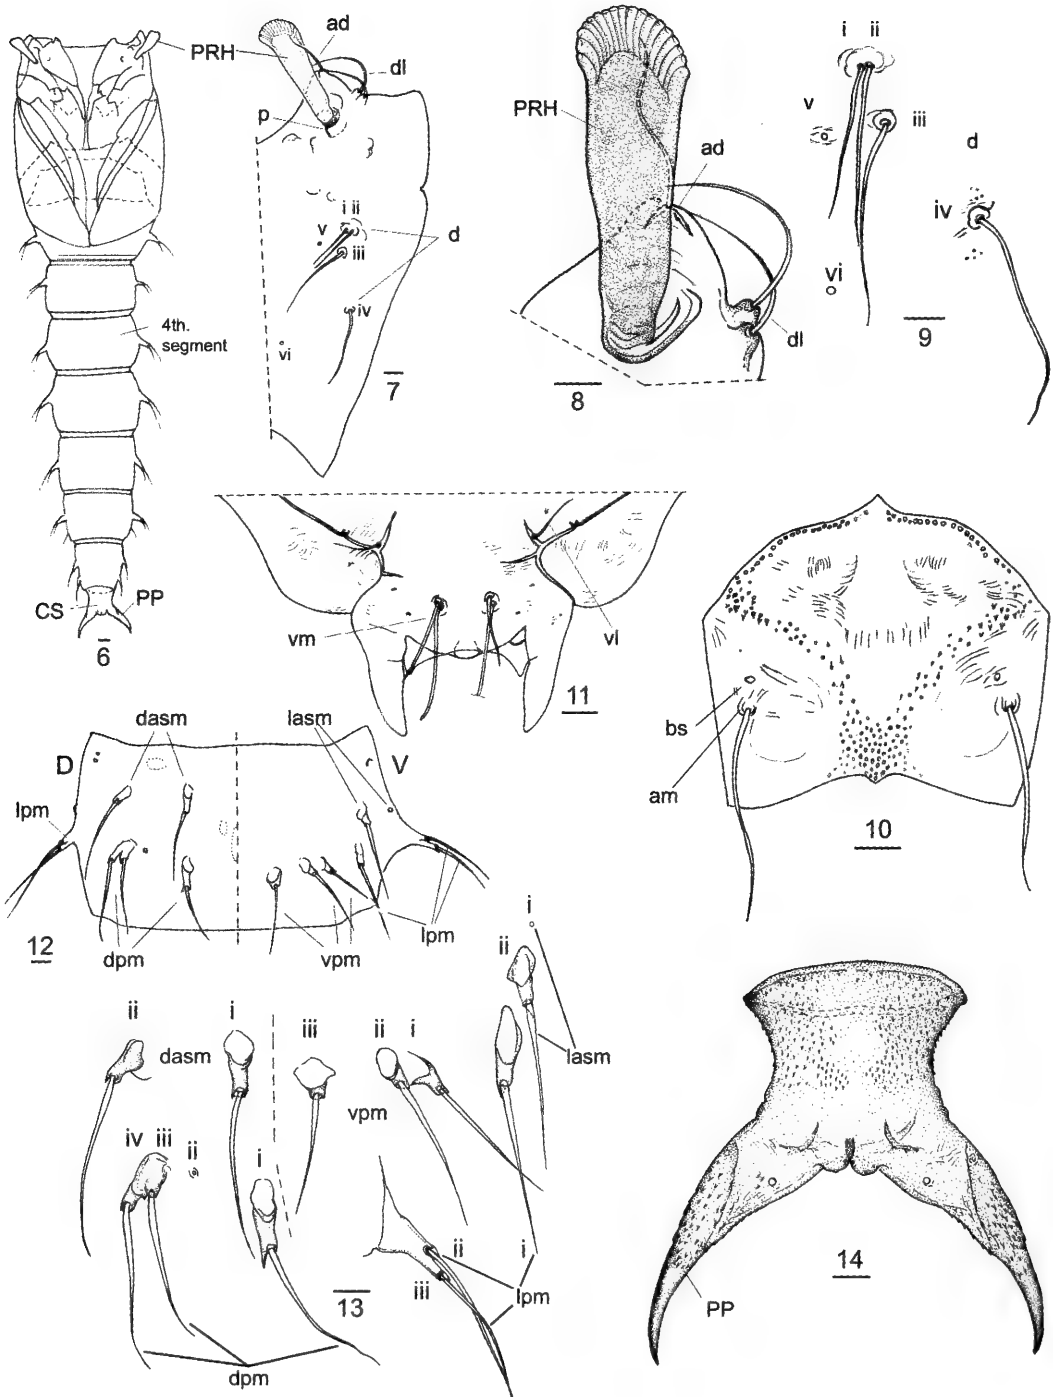 PRH
4th.
segment
CS
PP
6
ad
dl
p
i ii
v
iii
d
iv
vi
7
PRH
ad
dl
8
i ii
v
iii
d
iv
vi
9
vm
vl
11
bs
am
10
dasm
lasm
D
V
lpm
lpm
dpm
vpm
12
ii
dasm
i
iii
ii i
vpm
i
ii
lasm
iv iii ii
i
ii
iii
i
lpm
13
dpm
14
PP